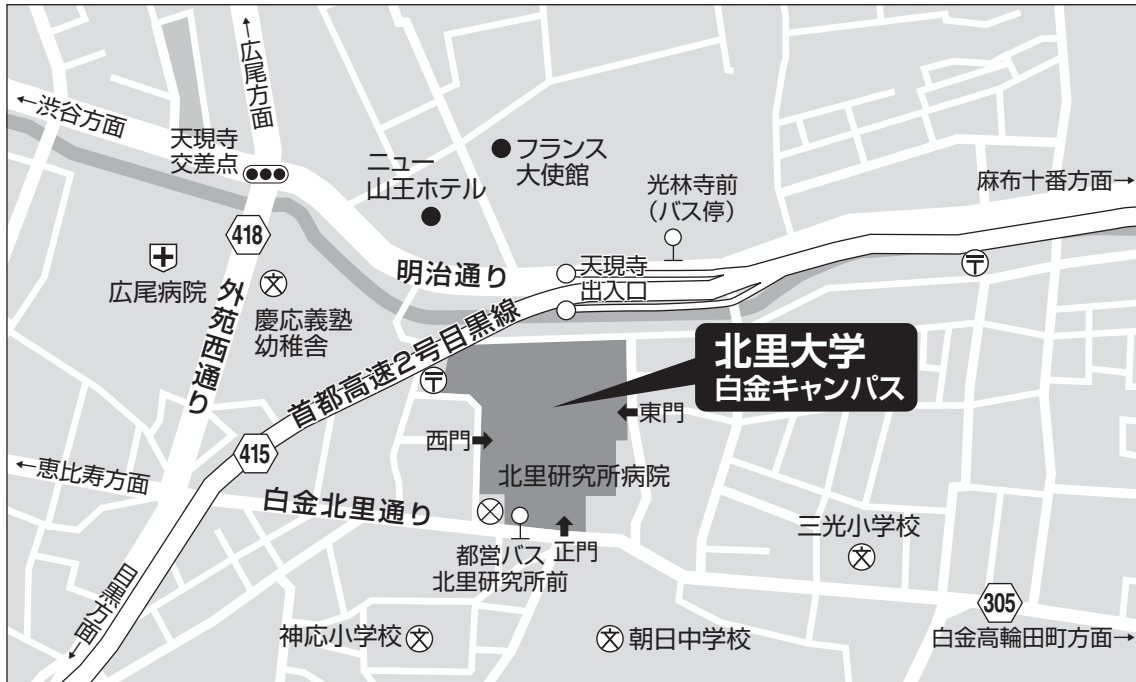 ←広尾方面
←渋谷方面
天現寺
交差点
ニュー
山王ホテル
フランス
大使館
光林寺前
(バス停)
麻布十番方面→
418
広尾病院
外苑西通り
慶応義塾
幼稚舎
明治通り
天現寺
出入口
〒
首都高速2号目黒線
〒
北里大学
白金キャンパス
←東門
西門→
415
←恵比寿方面
北里研究所病院
白金北里通り
都営バス
北里研究所前
正門
三光小学校
文
305
目黒方面→
神応小学校
文
朝日中学校
文
文
白金高輪田町方面→